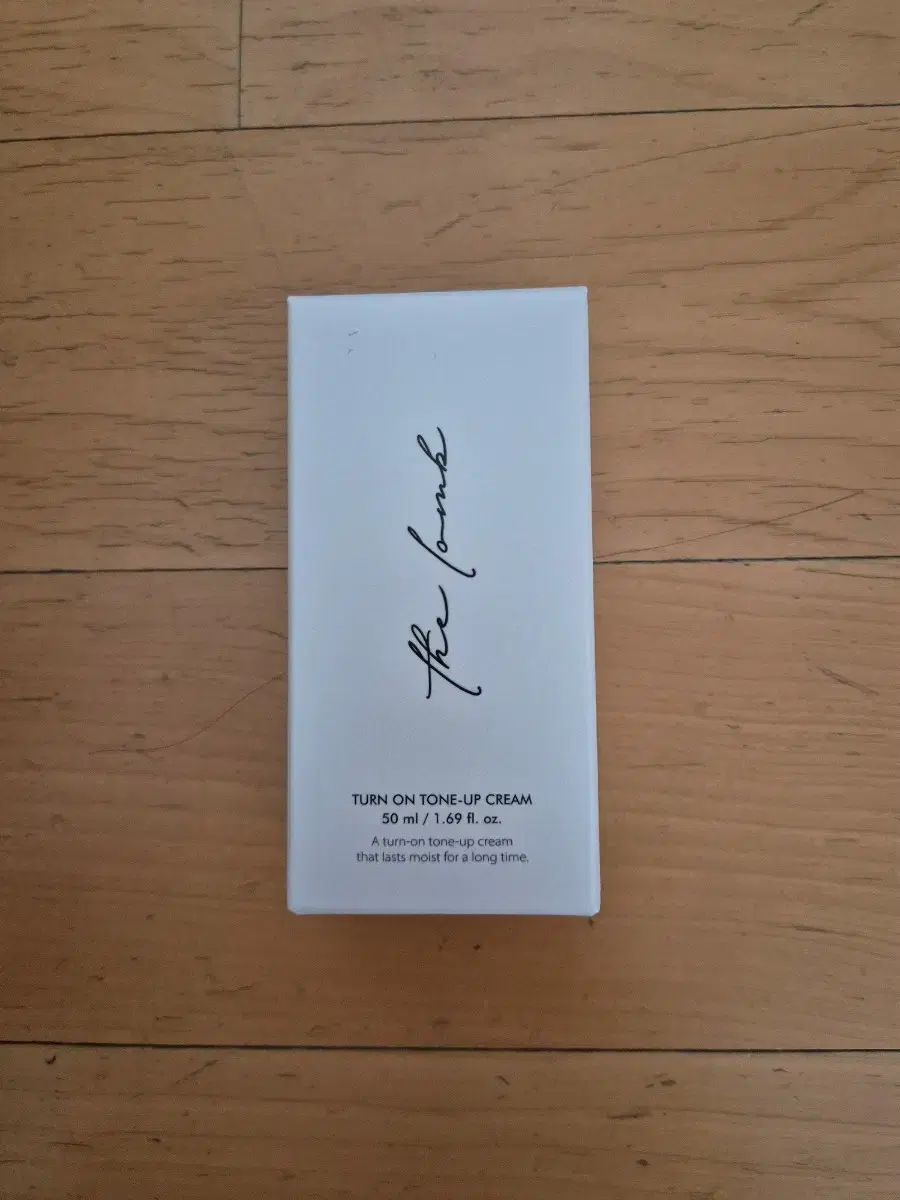 the lomk
TURN ON TONE-UP CREAM
50 ml / 1.69 fl. oz.
A turn-on tone-up cream
that lasts moist for a long time.